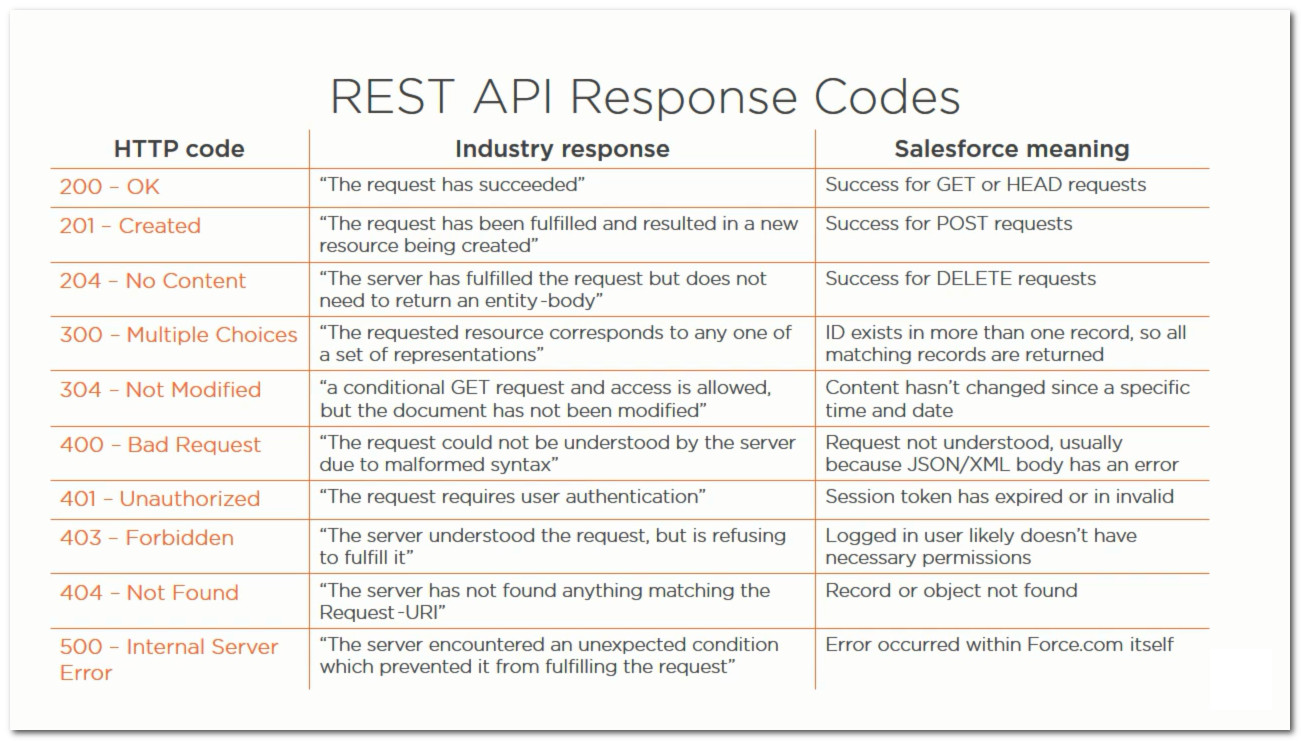 REST API Response Codes
HTTP code
Industry response
Salesforce meaning
200 – OK
“The request has succeeded”
Success for GET or HEAD requests
201 – Created
“The request has been fulfilled and resulted in a new
resource being created”
Success for POST requests
204 – No Content
“The server has fulfilled the request but does not
need to return an entity-body”
Success for DELETE requests
300 – Multiple Choices
“The requested resource corresponds to any one of
a set of representations”
ID exists in more than one record, so all
matching records are returned
304 – Not Modified
“a conditional GET request and access is allowed,
but the document has not been modified”
Content hasn’t changed since a specific
time and date
400 – Bad Request
“The request could not be understood by the server
due to malformed syntax”
Request not understood, usually
because JSON/XML body has an error
401 – Unauthorized
“The request requires user authentication”
Session token has expired or in invalid
403 – Forbidden
“The server understood the request, but is refusing
to fulfill it”
Logged in user likely doesn’t have
necessary permissions
404 – Not Found
“The server has not found anything matching the
Request-URI”
Record or object not found
500 – Internal Server
Error
“The server encountered an unexpected condition
which prevented it from fulfilling the request”
Error occurred within Force.com itself